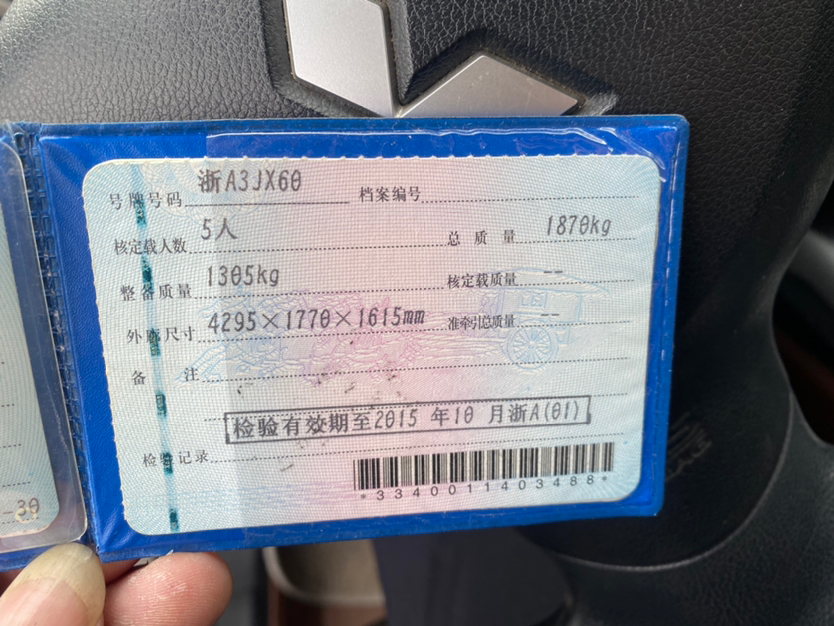 号牌号码 浙A3JX60 档案编号
核定载人数 5人 总质量 1870kg
整备质量 1305kg 核定载质量 --
外廓尺寸 4295×1770×1615mm 准牵引总质量 --
备注
检验有效期至2015年10月浙A(01)
检验记录
*3340011403488*
-30